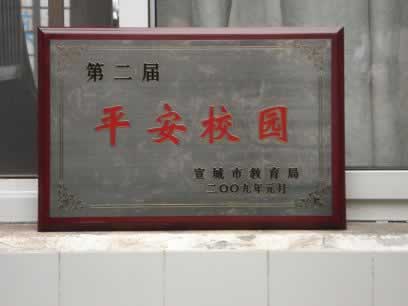 第二届
平安校园
宣城市教育局
二〇〇九年元月